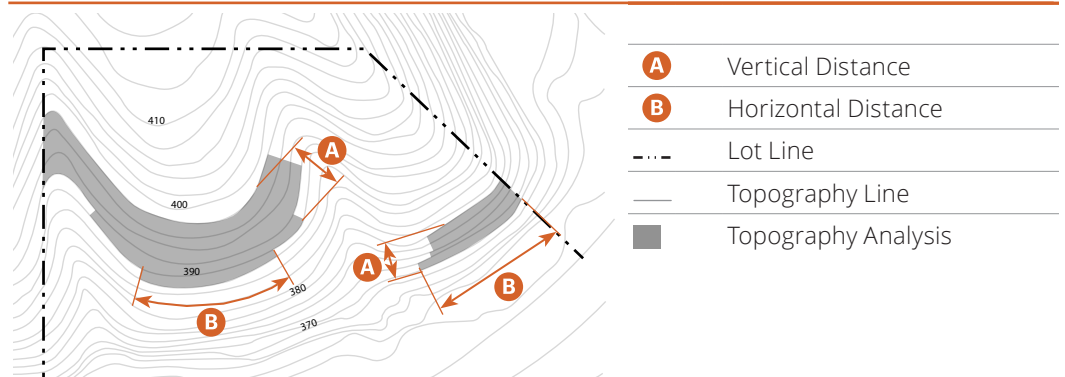 410
400
390
380
370
A
B
A
B
A Vertical Distance
B Horizontal Distance
Lot Line
Topography Line
Topography Analysis